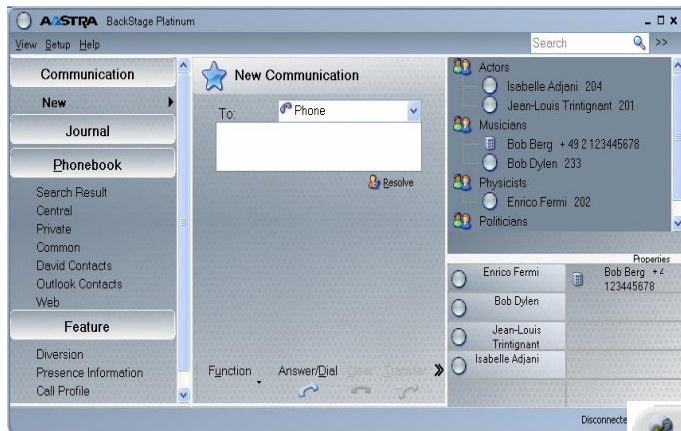 AASTRA BackStage Platinum
View Setup Help
Search >>
Communication
New
Journal
Phonebook
Search Result
Central
Private
Common
David Contacts
Outlook Contacts
Web
Feature
Diversion
Presence Information
Call Profile
New Communication
To: Phone
Resolve
Function Answer/Dial Clear Transfer
Actors
Isabelle Adjani 204
Jean-Louis Trintignant 201
Musicians
Bob Berg + 49 2 123445678
Bob Dylen 233
Physicists
Enrico Fermi 202
Politicians
Properties
Enrico Fermi
Bob Dylen
Jean-Louis
Trintignant
Isabelle Adjani
Bob Berg +
123445678
Disconnecte